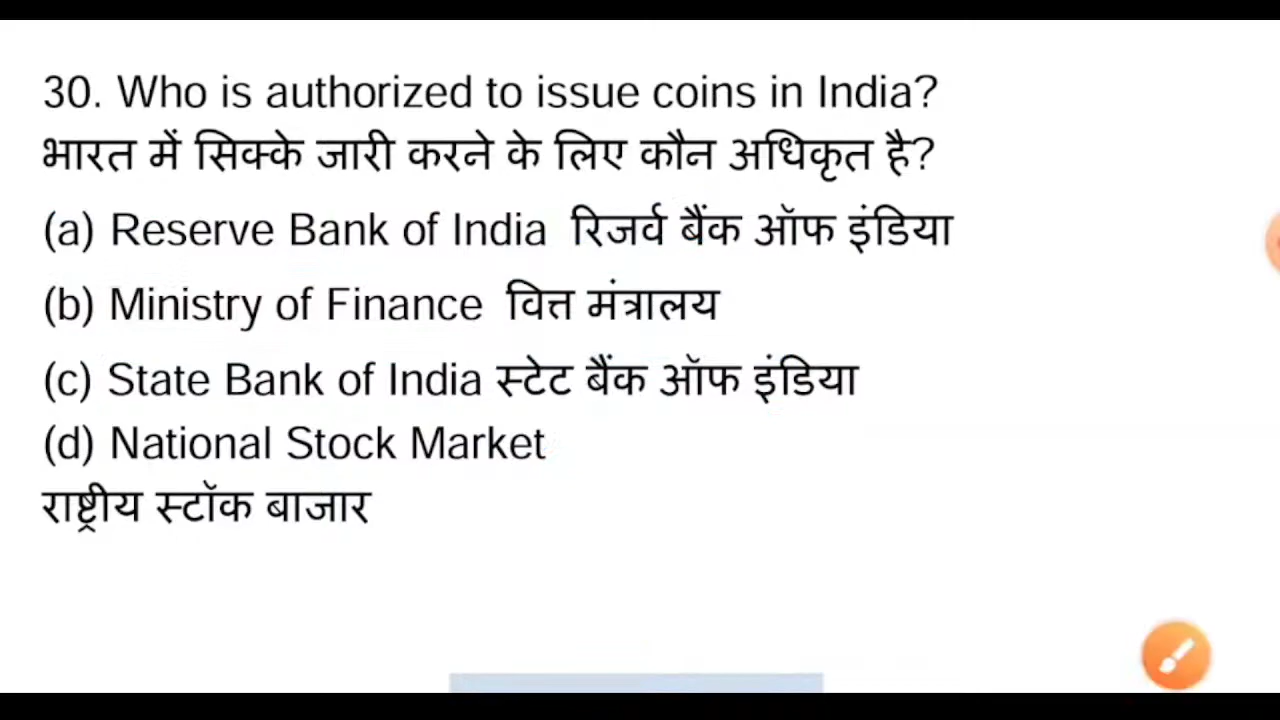 30. Who is authorized to issue coins in India?
भारत में सिक्के जारी करने के लिए कौन अधिकृत है?
(a) Reserve Bank of India रिजर्व बैंक ऑफ इंडिया
(b) Ministry of Finance वित्त मंत्रालय
(c) State Bank of India स्टेट बैंक ऑफ इंडिया
(d) National Stock Market
राष्ट्रीय स्टॉक बाजार